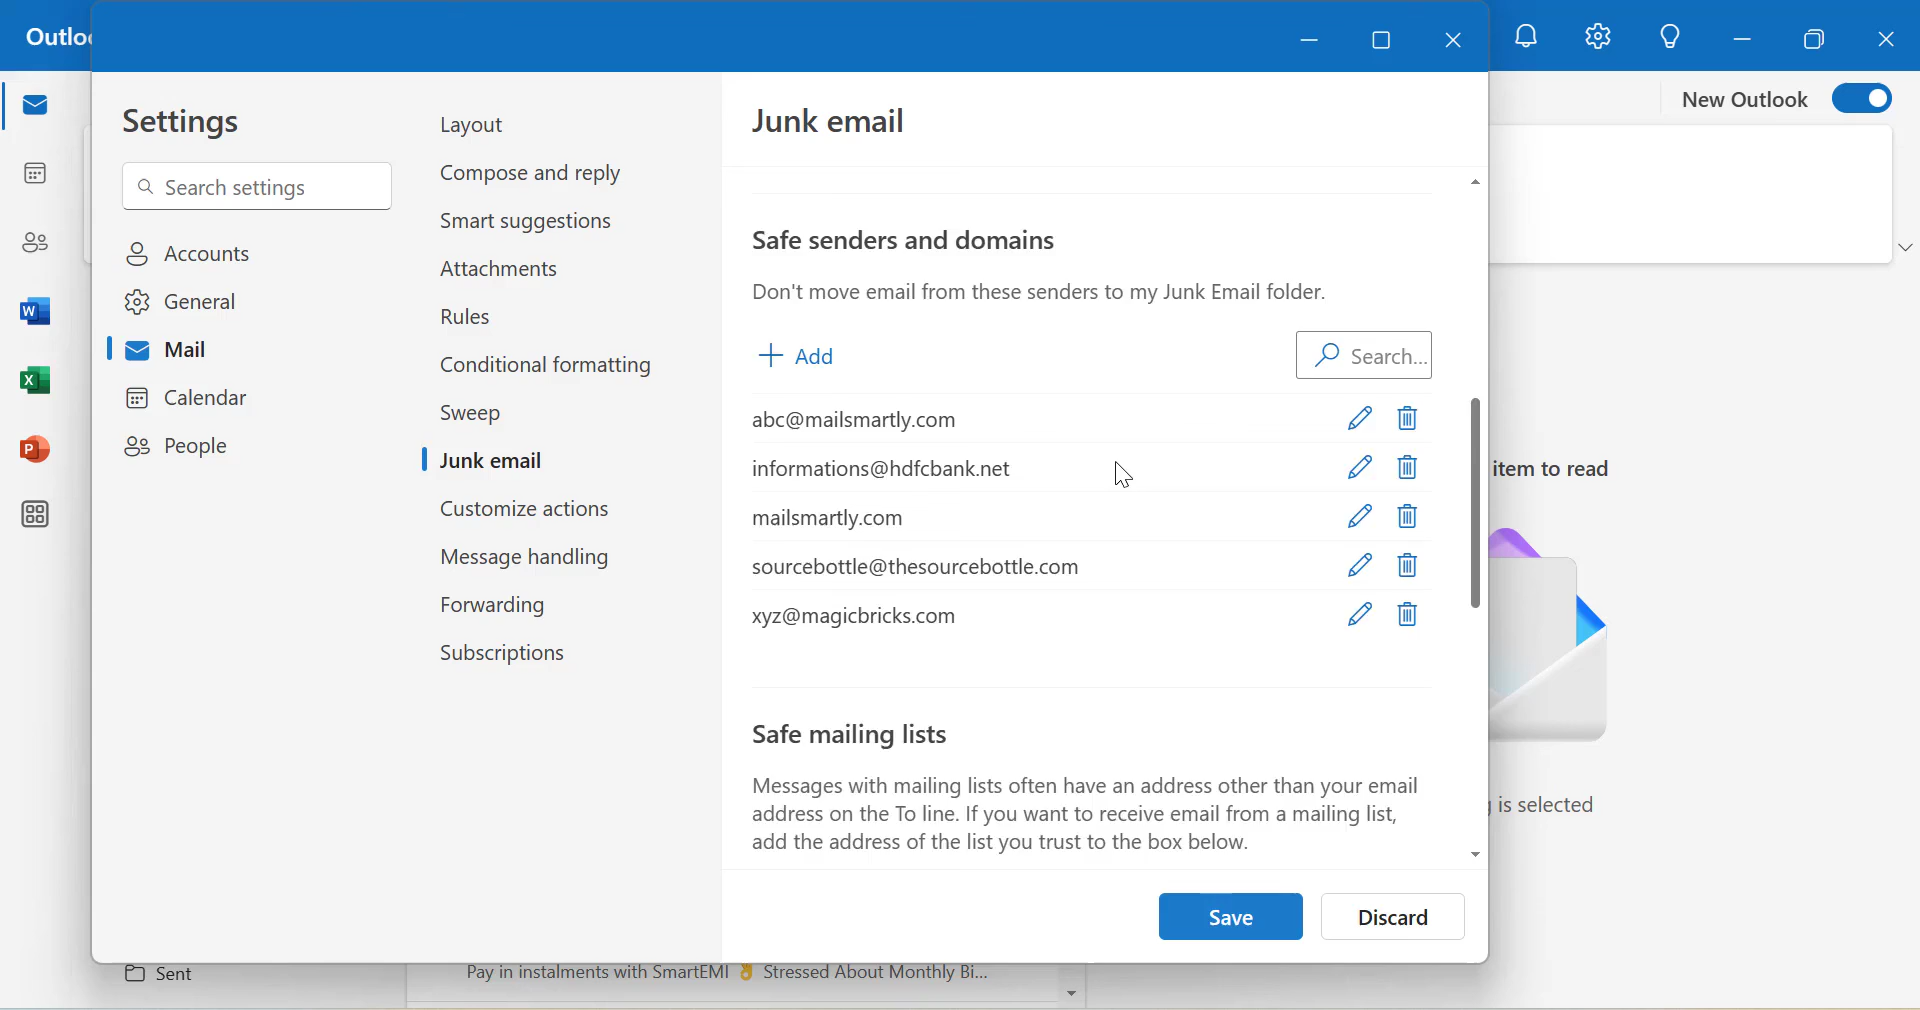 Outlo
New Outlook
Settings
Search settings
Accounts
General
Mail
Calendar
People
Layout
Compose and reply
Smart suggestions
Attachments
Rules
Conditional formatting
Sweep
Junk email
Customize actions
Message handling
Forwarding
Subscriptions
Junk email
Safe senders and domains
Don't move email from these senders to my Junk Email folder.
Add
Search...
abc@mailsmartly.com
informations@hdfcbank.net
mailsmartly.com
sourcebottle@thesourcebottle.com
xyz@magicbricks.com
Safe mailing lists
Messages with mailing lists often have an address other than your email
address on the To line. If you want to receive email from a mailing list,
add the address of the list you trust to the box below.
Save
Discard
item to read
is selected
Sent
Pay in instalments with SmartEMI 👌 Stressed About Monthly Bi...